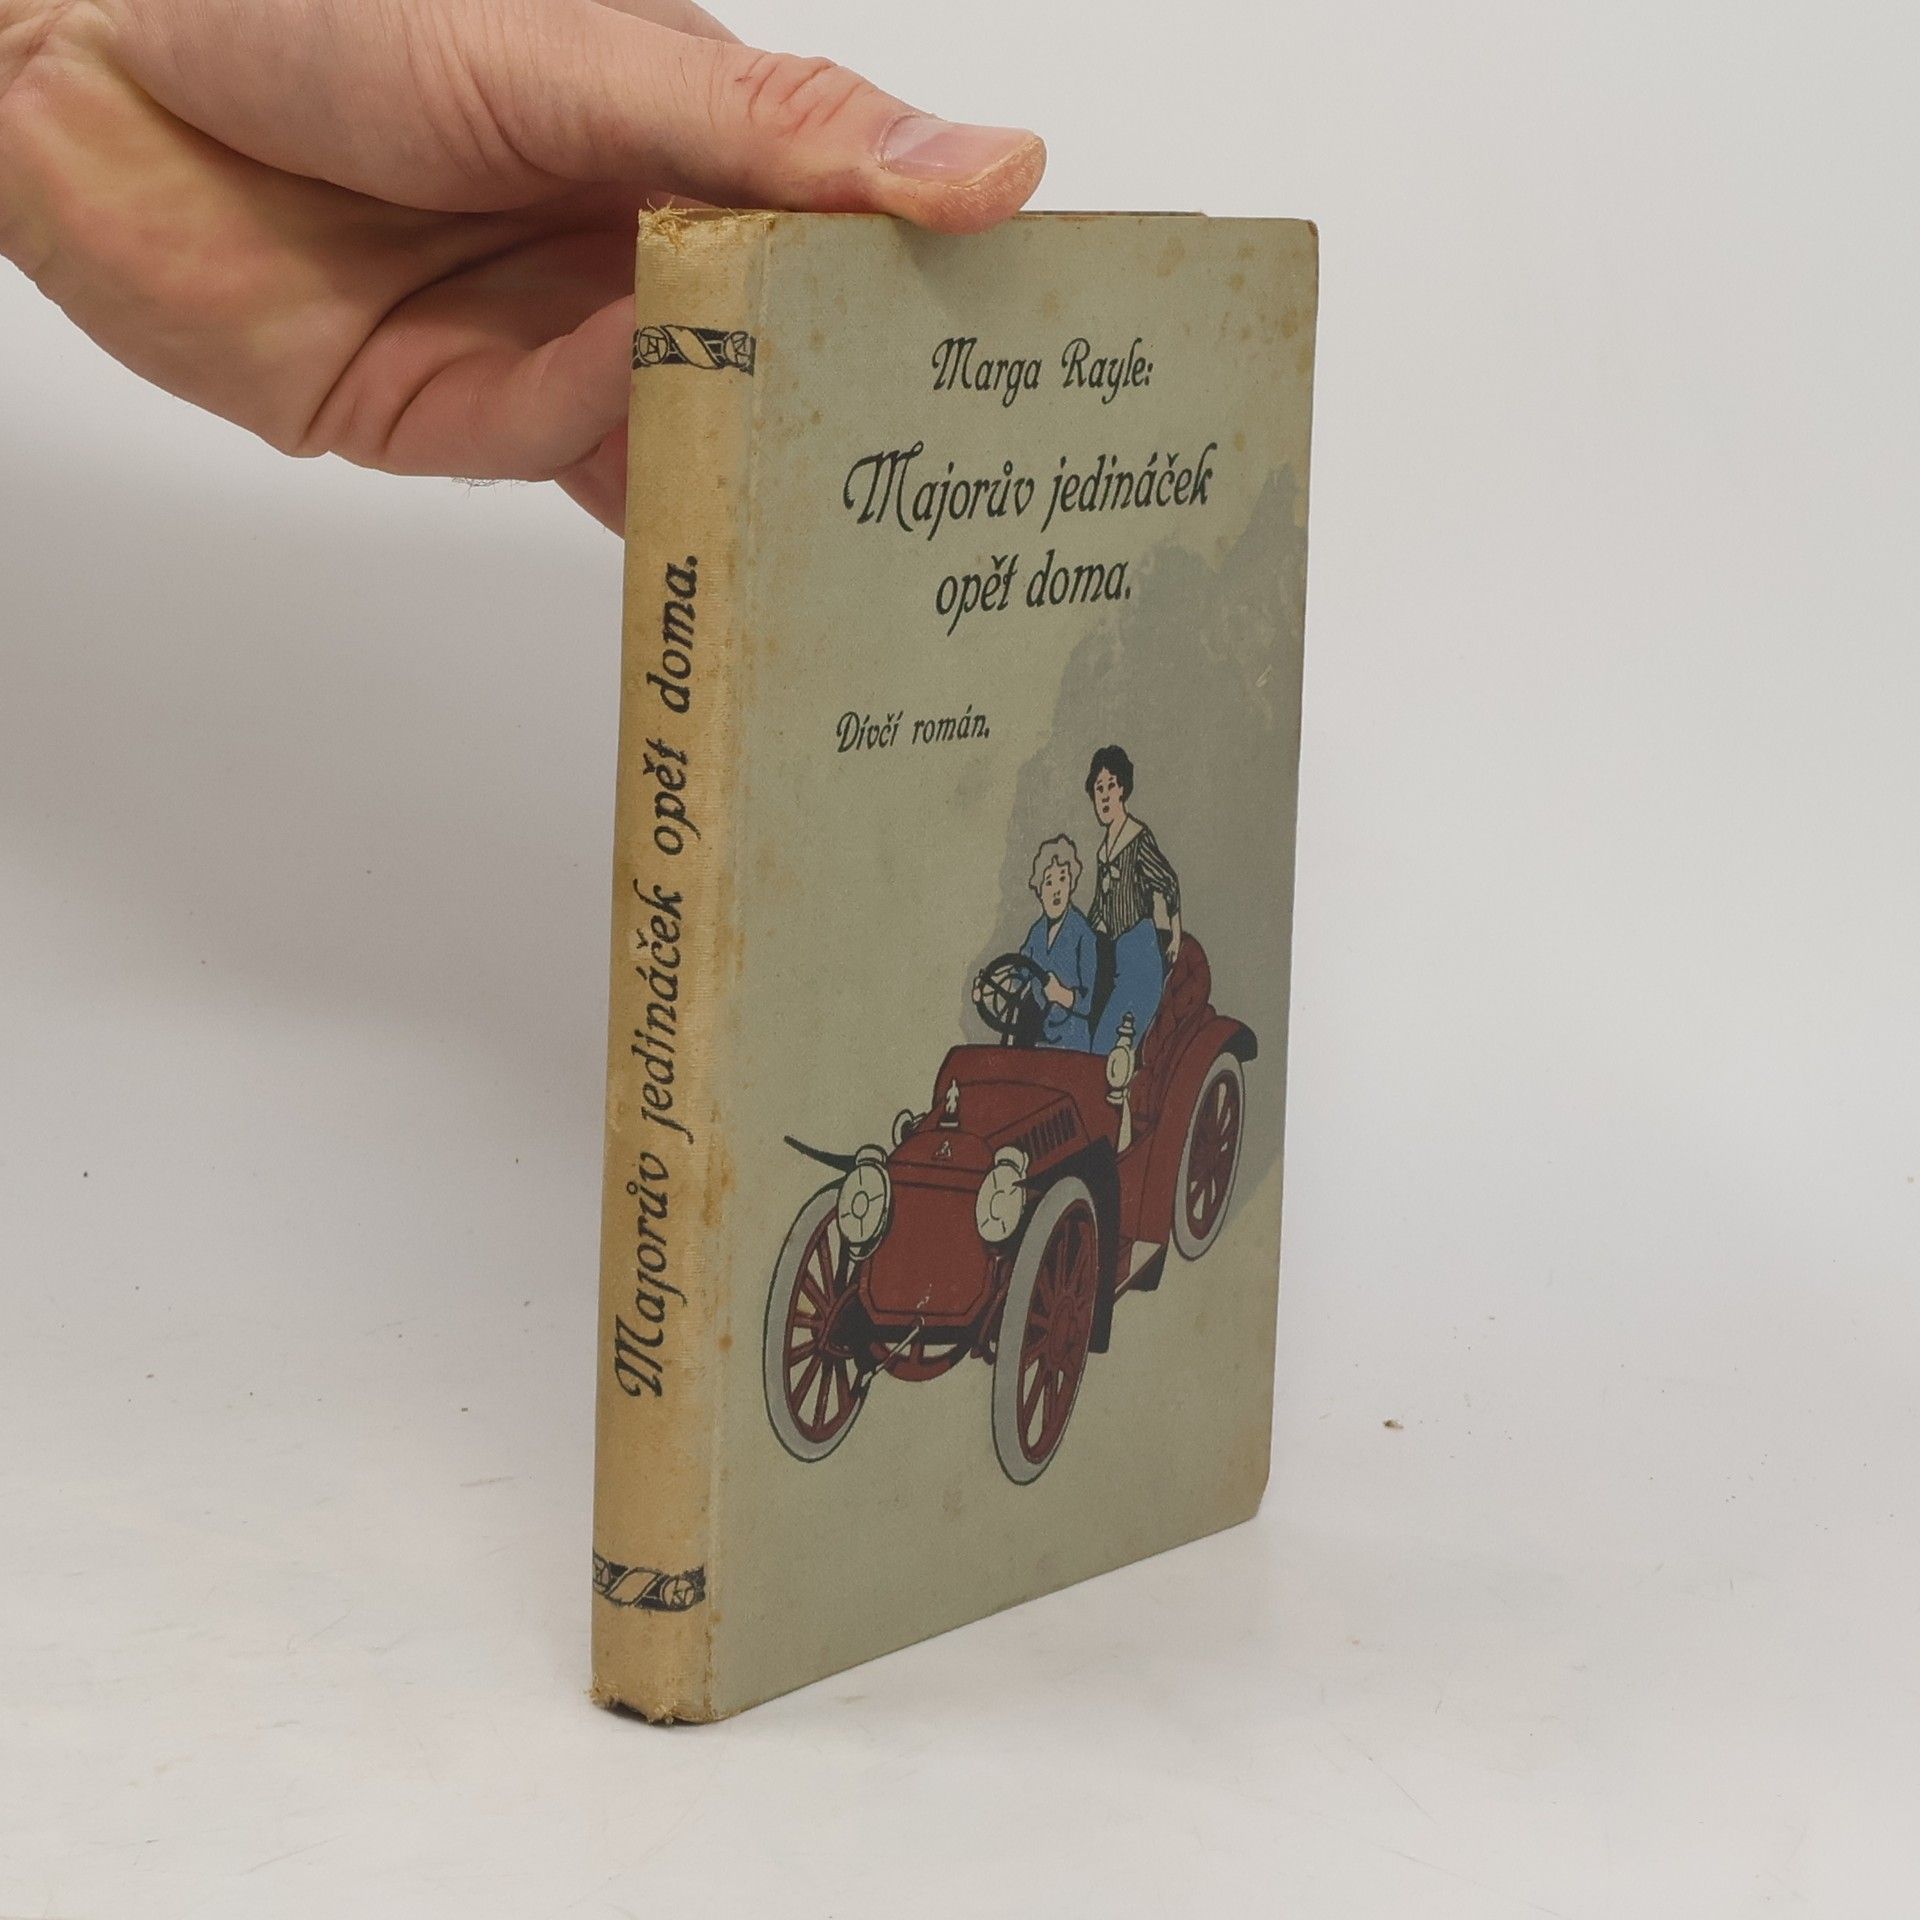 Marga Rayle:
Majorův jedináček
opět doma.
Dívčí román.
Majorův jedináček opět doma.